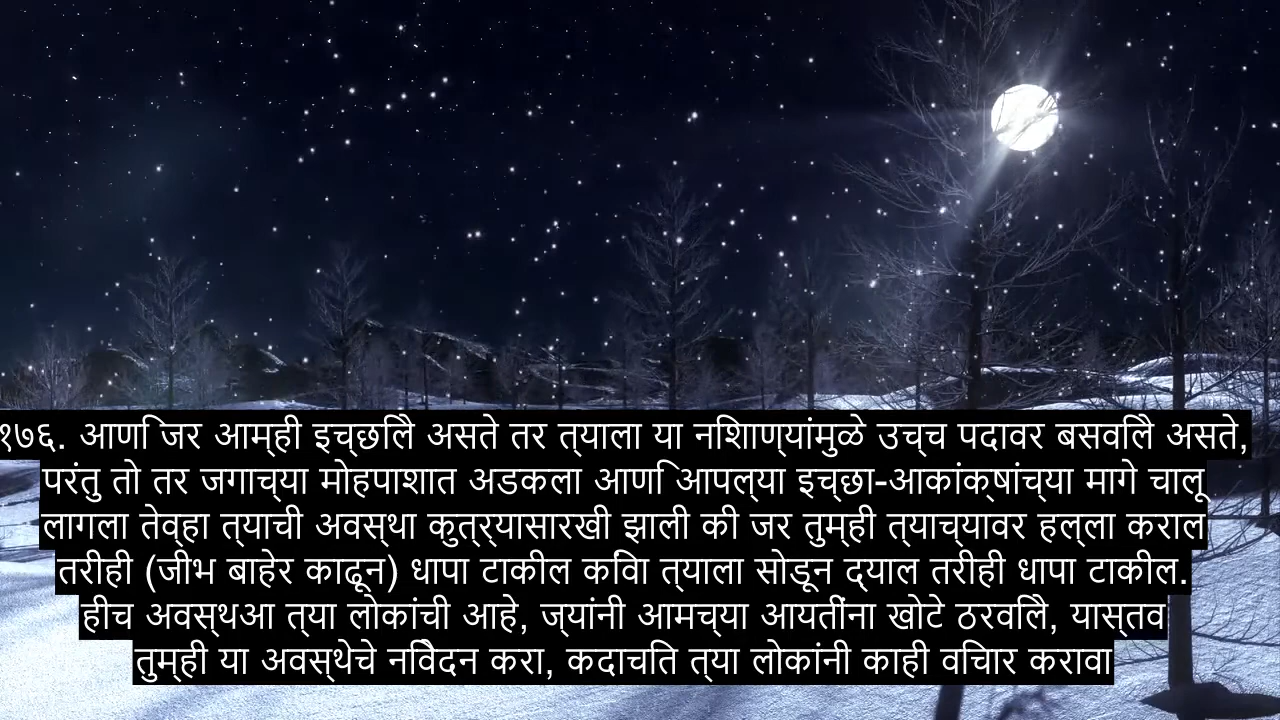 १७६. आणि जर आम्ही इच्छिले असते तर त्याला या निशाण्यांमुळे उच्च पदावर बसविले असते,
परंतु तो तर जगाच्या मोहपाशात अडकला आणि आपल्या इच्छा-आकांक्षांच्या मागे चालू
लागला तेव्हा त्याची अवस्था कुत्र्यासारखी झाली की जर तुम्ही त्याच्यावर हल्ला कराल
तरीही (जीभ बाहेर काढून) धापा टाकील किंवा त्याला सोडून द्याल तरीही धापा टाकील.
हीच अवस्थआ त्या लोकांची आहे, ज्यांनी आमच्या आयतींना खोटे ठरविले, यास्तव
तुम्ही या अवस्थेचे निवेदन करा, कदाचित त्या लोकांनी काही विचार करावा